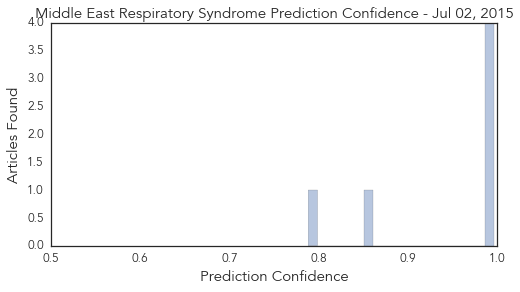 Middle East Respiratory Syndrome Prediction Confidence - Jul 02, 2015
4.0
3.5
3.0
2.5
2.0
1.5
1.0
0.5
0.0
Articles Found
0.5 0.6 0.7 0.8 0.9 1.0
Prediction Confidence